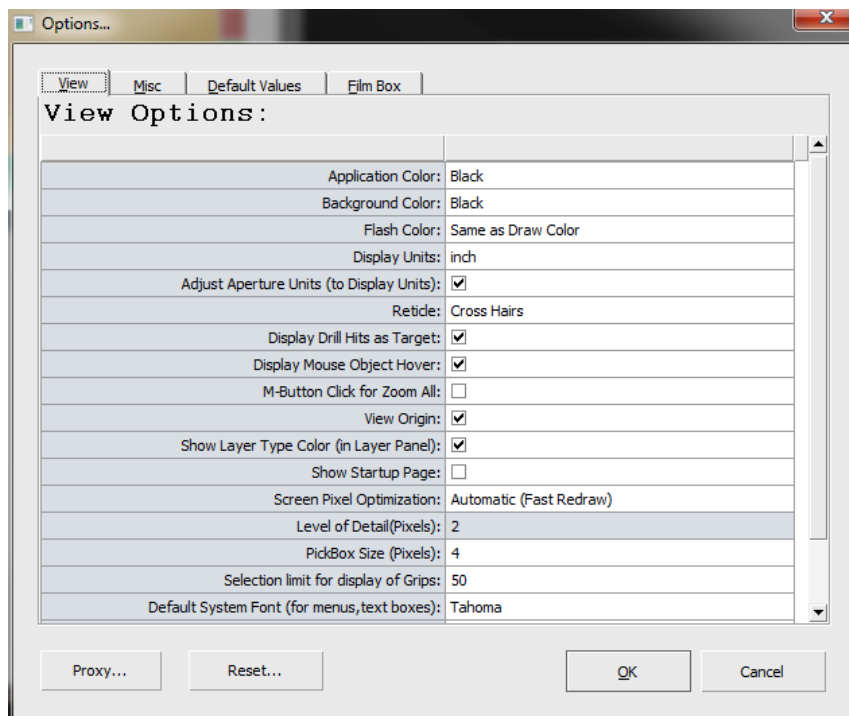 Options...
View Misc Default Values Film Box
View Options:
Application Color: Black
Background Color: Black
Flash Color: Same as Draw Color
Display Units: inch
Adjust Aperture Units (to Display Units):
Reticle: Cross Hairs
Display Drill Hits as Target:
Display Mouse Object Hover:
M-Button Click for Zoom All:
View Origin:
Show Layer Type Color (in Layer Panel):
Show Startup Page:
Screen Pixel Optimization: Automatic (Fast Redraw)
Level of Detail(Pixels): 2
PickBox Size (Pixels): 4
Selection limit for display of Grips: 50
Default System Font (for menus,text boxes): Tahoma
Proxy... Reset... OK Cancel